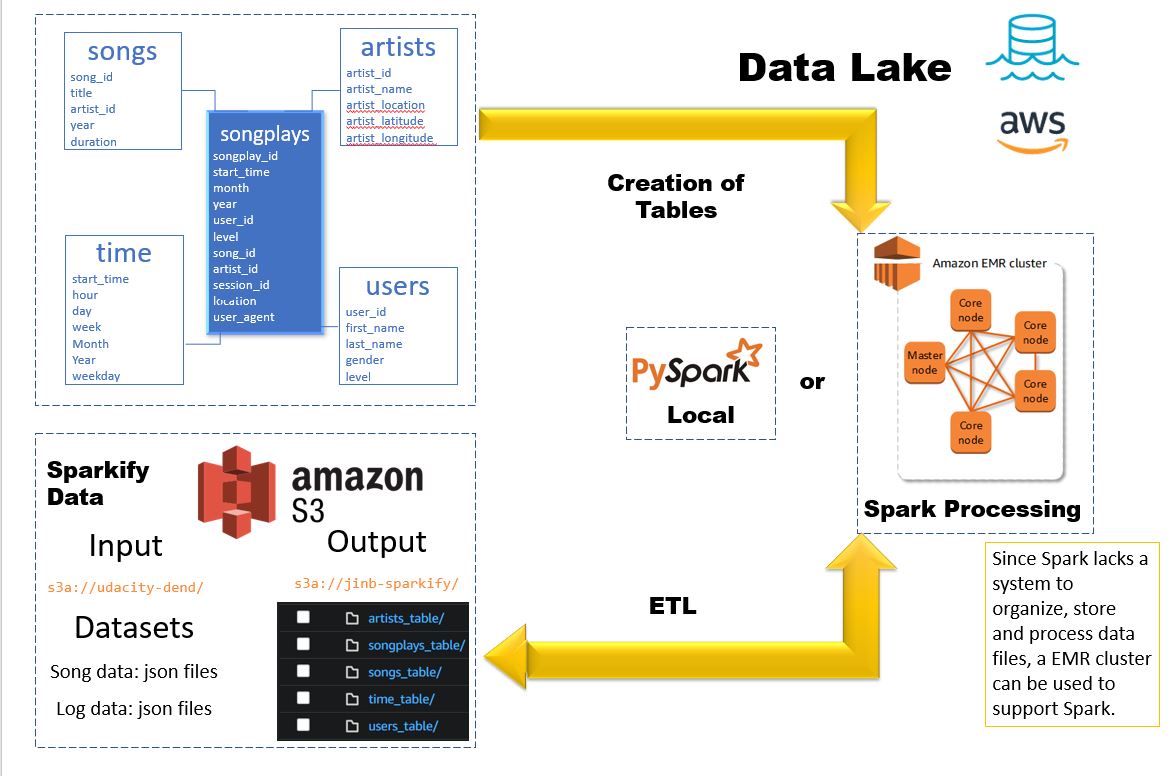 songs
song_id
title
artist_id
year
duration
artists
artist_id
artist_name
artist_location
artist_latitude
artist_longitude
songplays
songplay_id
start_time
month
year
user_id
level
song_id
artist_id
session_id
location
user_agent
time
start_time
hour
day
week
Month
Year
weekday
users
user_id
first_name
last_name
gender
level
Data Lake
aws
Creation of
Tables
Amazon EMR cluster
Core
node
Core
node
Master
node
Core
node
Core
node
Spark Processing
PySpark
Local
or
Sparkify
Data
amazon
S3
Input
s3a://udacity-dend/
Datasets
Song data: json files
Log data: json files
Output
s3a://jinb-sparkify/
artists_table/
songplays_table/
songs_table/
time_table/
users_table/
ETL
Since Spark lacks a
system to
organize, store
and process data
files, a EMR cluster
can be used to
support Spark.